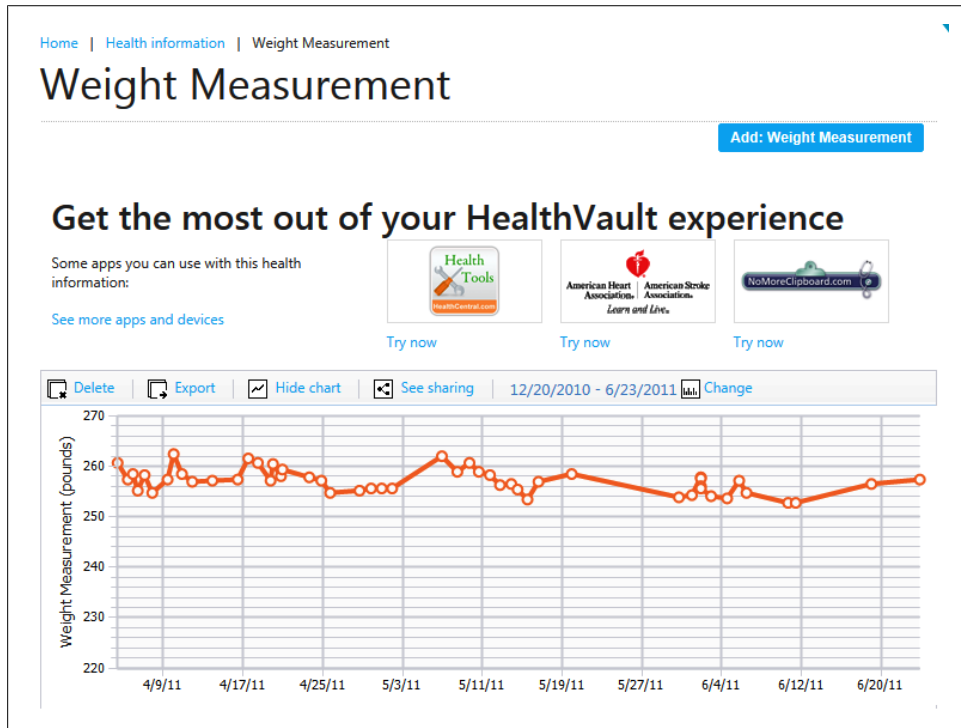 Home | Health information | Weight Measurement
Weight Measurement
Add: Weight Measurement
Get the most out of your HealthVault experience
Some apps you can use with this health
information:
See more apps and devices
Health
Tools
HealthCentral.com
Try now
American Heart | American Stroke
Association® | Association®
Learn and Live®
Try now
NoMoreClipboard.com
Try now
Delete | Export | Hide chart | See sharing | 12/20/2010 - 6/23/2011 Change
Weight Measurement (pounds)
270
260
250
240
230
220
4/9/11 4/17/11 4/25/11 5/3/11 5/11/11 5/19/11 5/27/11 6/4/11 6/12/11 6/20/11